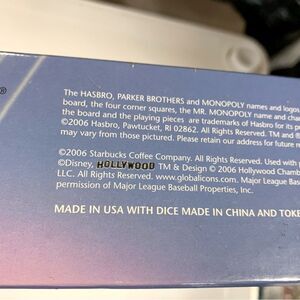 ®
The HASBRO, PARKER BROTHERS and MONOPOLY names and logos
board, the four corner squares, the MR. MONOPOLY name and char
the board and the playing pieces are trademarks of Hasbro for its pr
©2006 Hasbro, Pawtucket, RI 02862. All Rights Reserved. TM and ®
may vary from those pictured. Please retain our address for future r
©2006 Starbucks Coffee Company. All Rights Reserved. Used with
©Disney, HOLLYWOOD TM & Design © 2006 Hollywood Chamb
LLC. All Rights Reserved. www.globalicons.com. Major League Bas
permission of Major League Baseball Properties, Inc.
MADE IN USA WITH DICE MADE IN CHINA AND TOKE